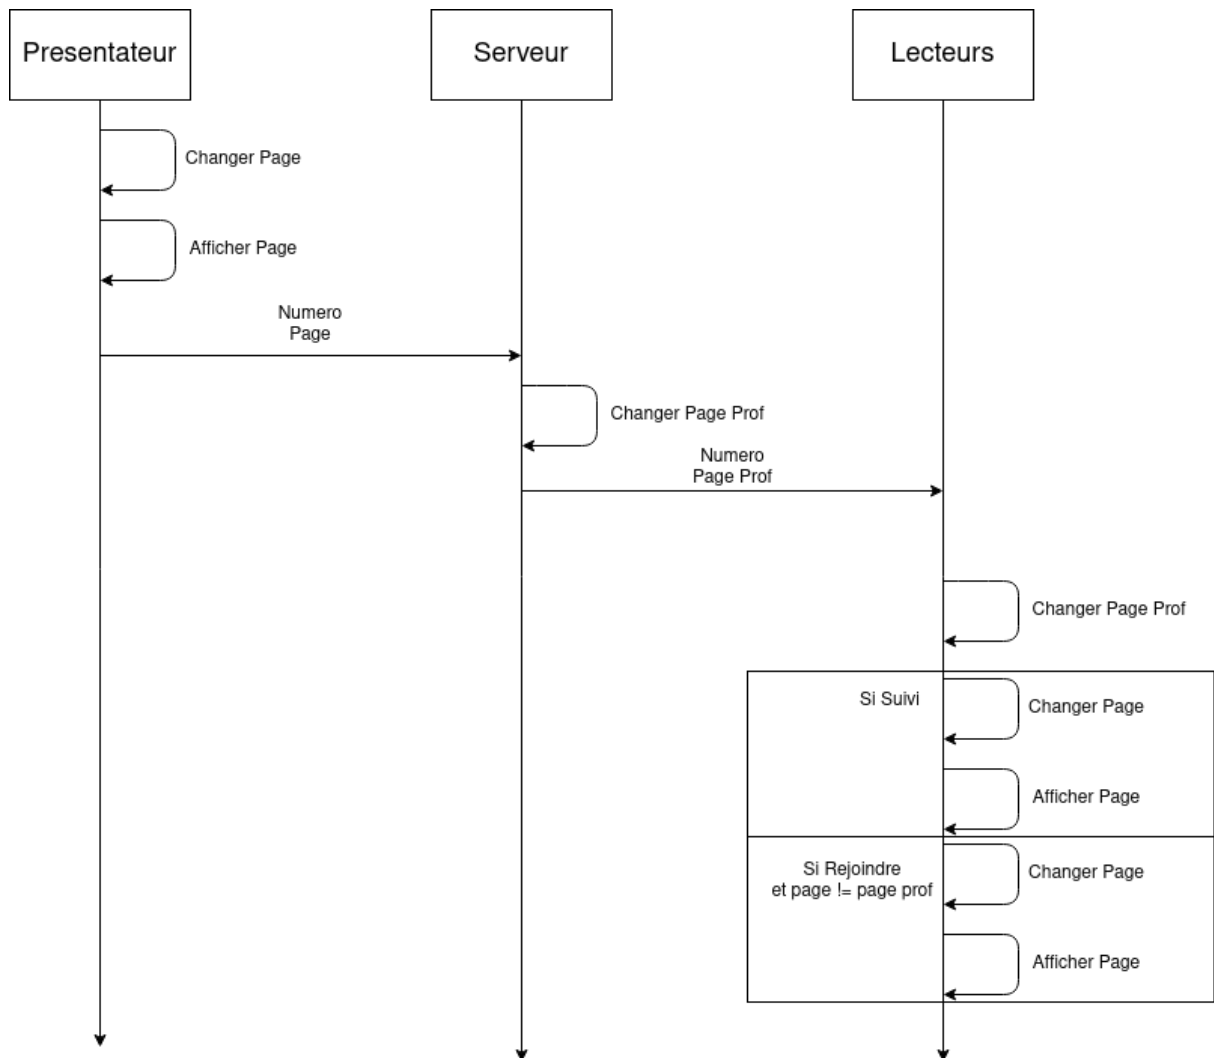 Presentateur
Serveur
Lecteurs
Changer Page
Afficher Page
Numero
Page
Changer Page Prof
Numero
Page Prof
Changer Page Prof
Si Suivi
Changer Page
Afficher Page
Si Rejoindre
et page != page prof
Changer Page
Afficher Page